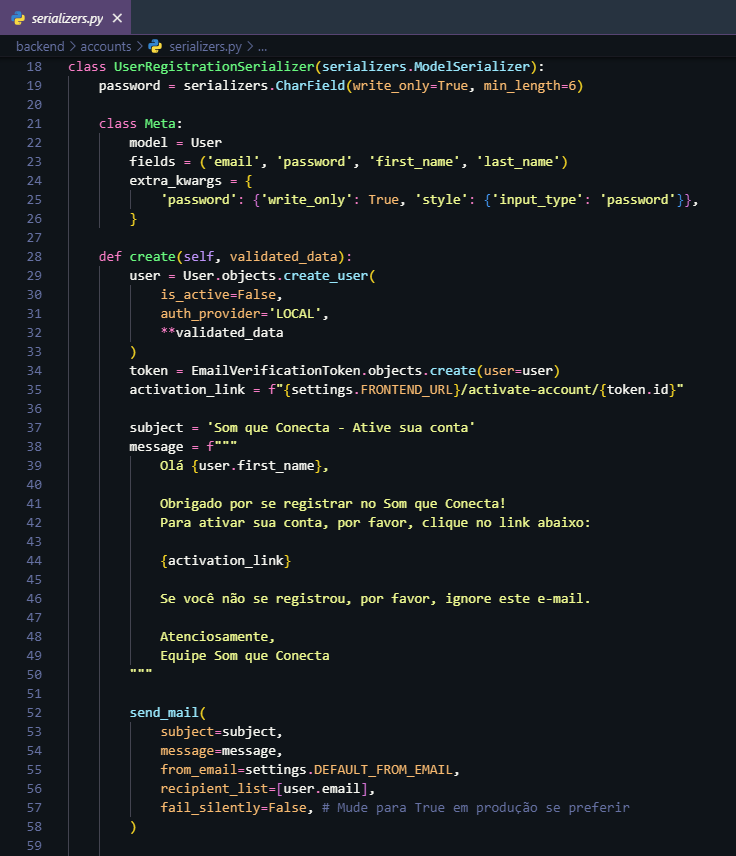 serializers.py ×
backend > accounts > serializers.py > ...
18 class UserRegistrationSerializer(serializers.ModelSerializer):
19     password = serializers.CharField(write_only=True, min_length=6)
20
21     class Meta:
22         model = User
23         fields = ('email', 'password', 'first_name', 'last_name')
24         extra_kwargs = {
25             'password': {'write_only': True, 'style': {'input_type': 'password'}},
26         }
27
28     def create(self, validated_data):
29         user = User.objects.create_user(
30             is_active=False,
31             auth_provider='LOCAL',
32             **validated_data
33         )
34         token = EmailVerificationToken.objects.create(user=user)
35         activation_link = f"{settings.FRONTEND_URL}/activate-account/{token.id}"
36
37         subject = 'Som que Conecta - Ative sua conta'
38         message = f"""
39             Olá {user.first_name},
40
41             Obrigado por se registrar no Som que Conecta!
42             Para ativar sua conta, por favor, clique no link abaixo:
43
44             {activation_link}
45
46             Se você não se registrou, por favor, ignore este e-mail.
47
48             Atenciosamente,
49             Equipe Som que Conecta
50         """
51
52         send_mail(
53             subject=subject,
54             message=message,
55             from_email=settings.DEFAULT_FROM_EMAIL,
56             recipient_list=[user.email],
57             fail_silently=False, # Mude para True em produção se preferir
58         )
59